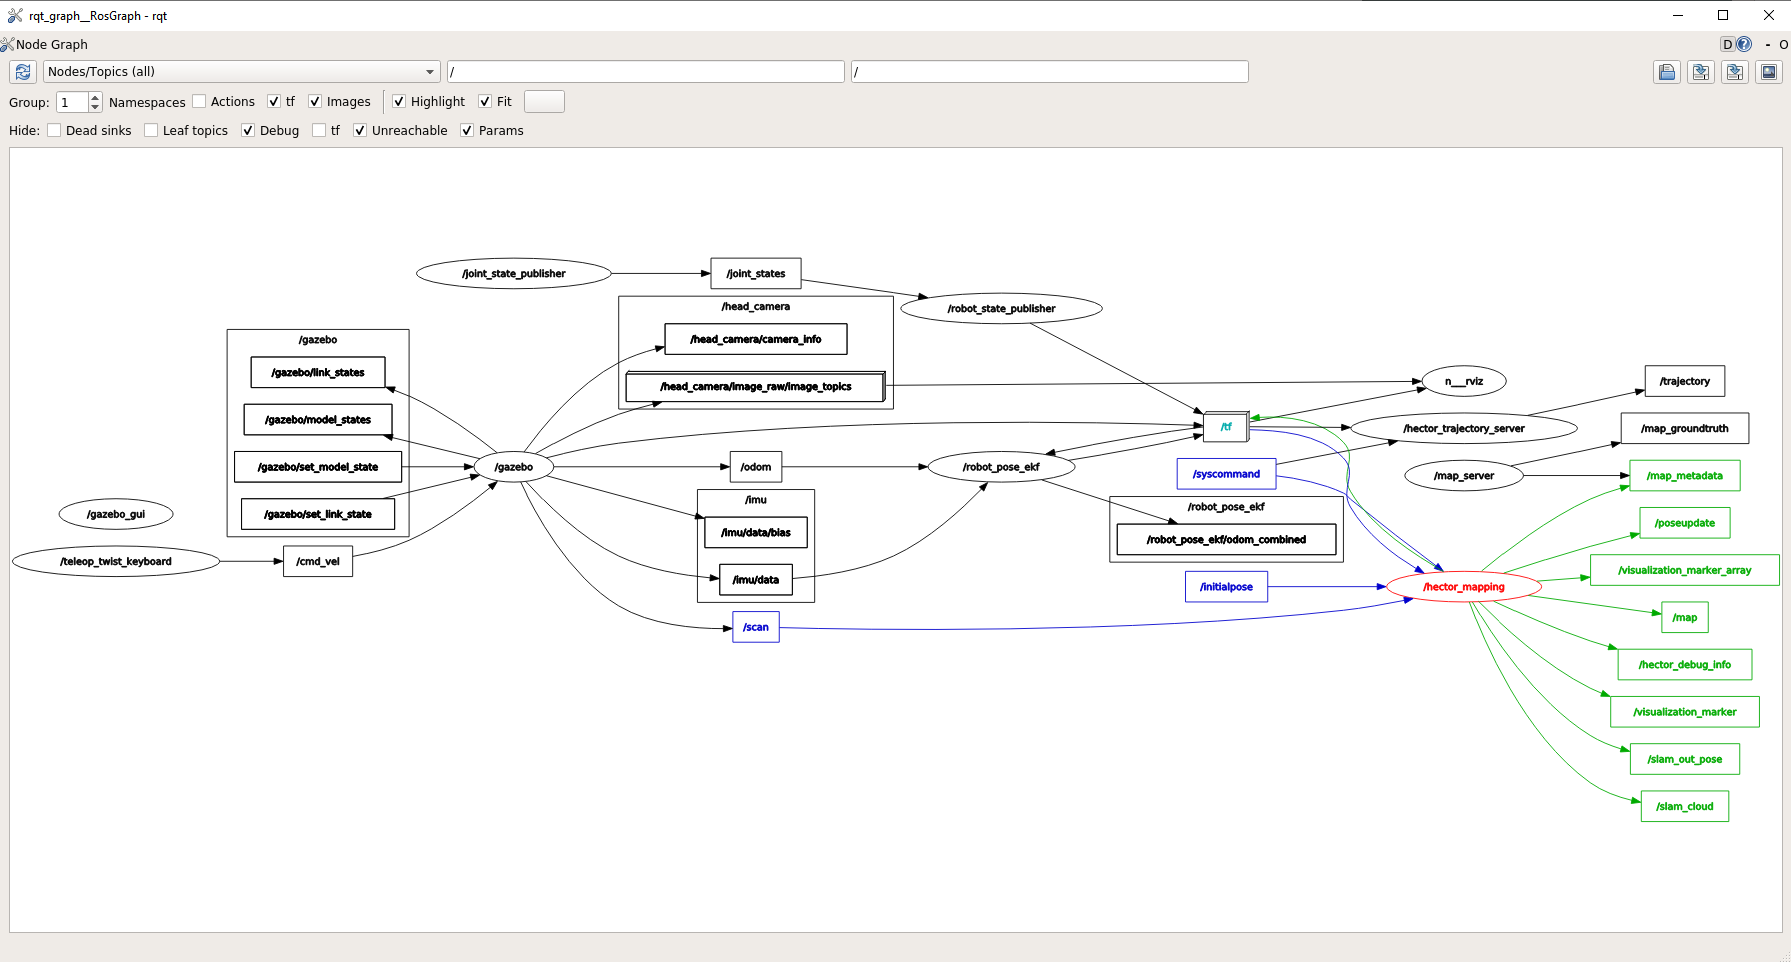 rqt_graph__RosGraph - rqt
Node Graph
D ? - O
Nodes/Topics (all)
/
/
Group: 1 Namespaces Actions tf Images Highlight Fit
Hide: Dead sinks Leaf topics Debug tf Unreachable Params
/joint_state_publisher
/joint_states
/head_camera
/robot_state_publisher
/head_camera/camera_info
/head_camera/image_raw/image_topics
/gazebo
/gazebo/link_states
/gazebo/model_states
/gazebo/set_model_state
/gazebo/set_link_state
/gazebo
/gazebo_gui
/teleop_twist_keyboard
/cmd_vel
/odom
/imu
/imu/data/bias
/imu/data
/scan
/robot_pose_ekf
/tf
/syscommand
/robot_pose_ekf
/robot_pose_ekf/odom_combined
/initialpose
n___rviz
/hector_trajectory_server
/map_server
/hector_mapping
/trajectory
/map_groundtruth
/map_metadata
/poseupdate
/visualization_marker_array
/map
/hector_debug_info
/visualization_marker
/slam_out_pose
/slam_cloud